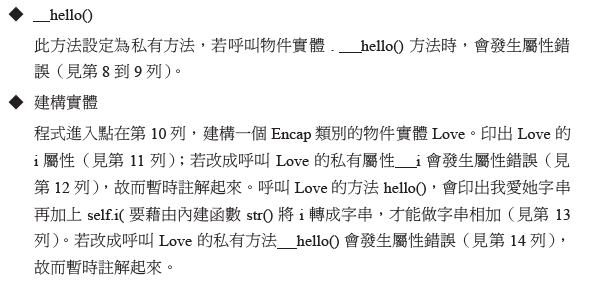 ◆ __hello()
此方法設定為私有方法，若呼叫物件實體 . __hello() 方法時，會發生屬性錯
誤（見第 8 到 9 列）。
◆ 建構實體
程式進入點在第 10 列，建構一個 Encap 類別的物件實體 Love。印出 Love 的
i 屬性（見第 11 列）；若改成呼叫 Love 的私有屬性__i 會發生屬性錯誤（見
第 12 列），故而暫時註解起來。呼叫 Love 的方法 hello()，會印出我愛她字串
再加上 self.i( 要藉由內建函數 str() 將 i 轉成字串，才能做字串相加（見第 13
列）。若改成呼叫 Love 的私有方法__hello() 會發生屬性錯誤（見第 14 列），
故而暫時註解起來。